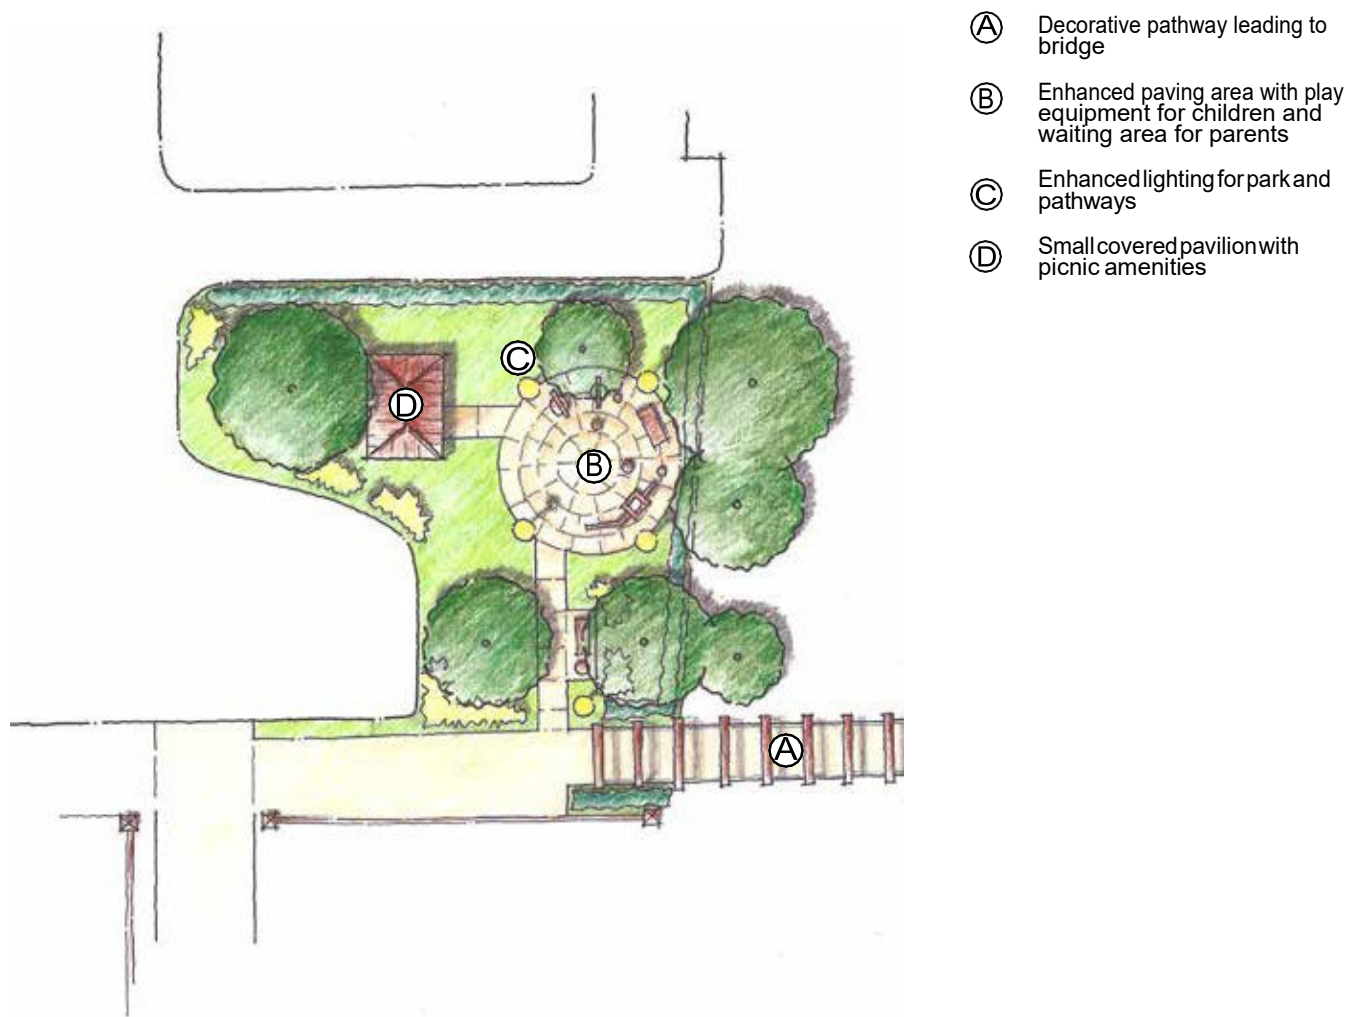 A Decorative pathway leading to
bridge
B Enhanced paving area with play
equipment for children and
waiting area for parents
C Enhanced lighting for park and
pathways
D Small covered pavilion with
picnic amenities
C
D
B
A